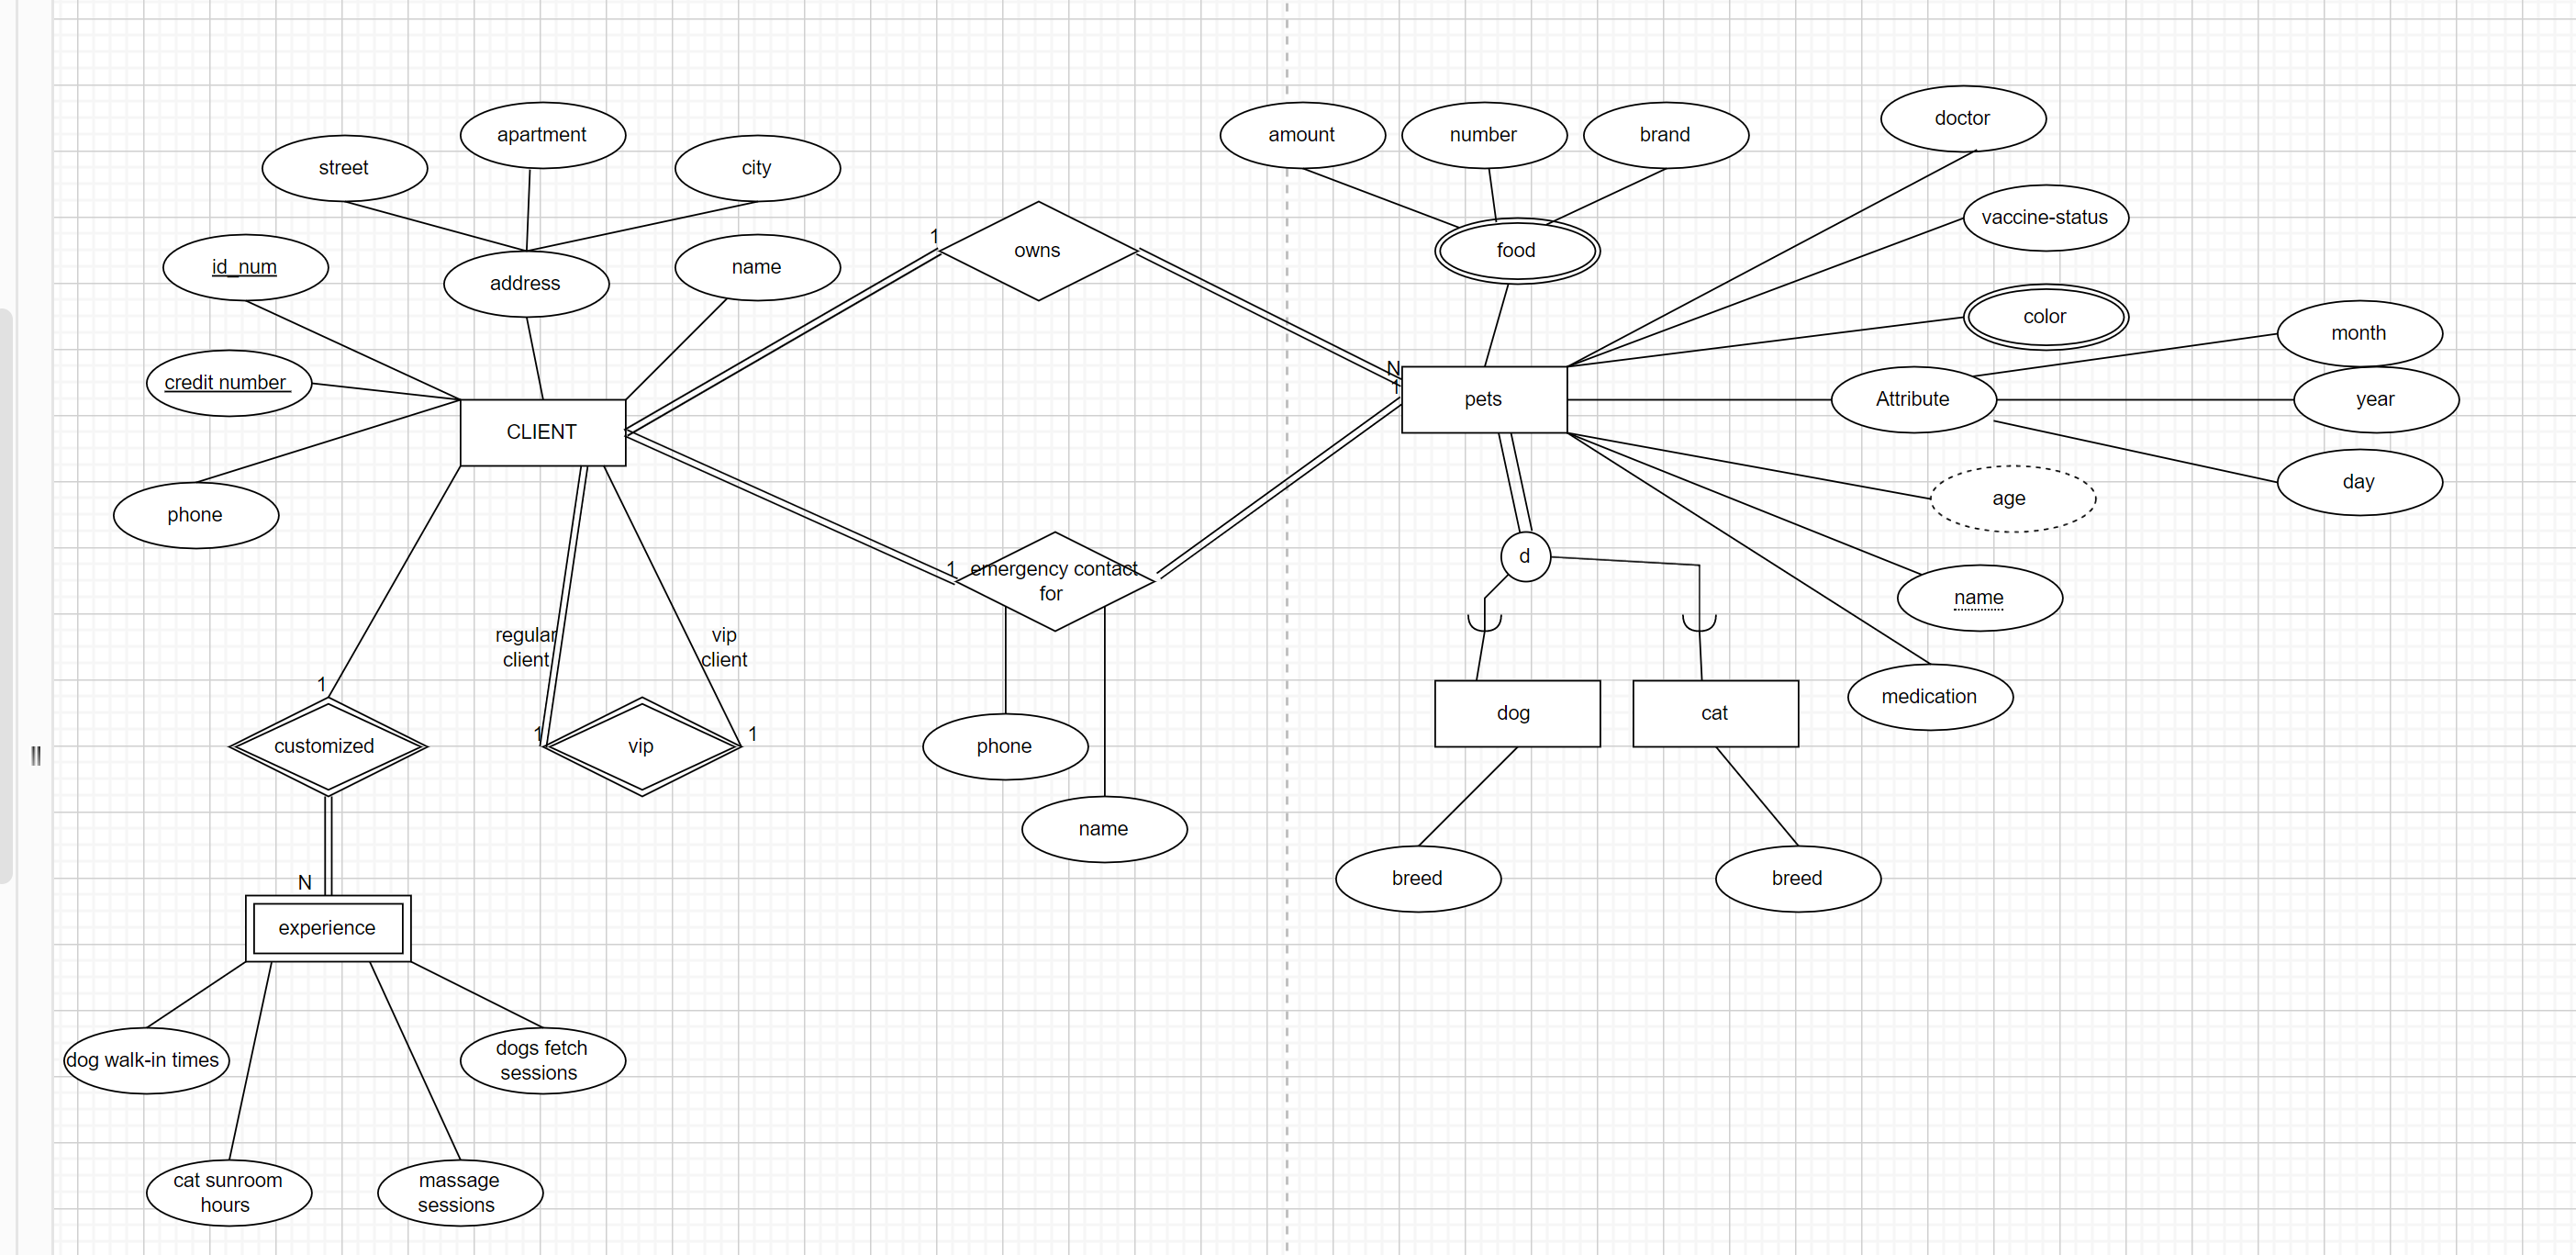 apartment
street
city
id_num
address
name
credit number
CLIENT
phone
1
owns
amount
number
brand
doctor
food
vaccine-status
color
month
N
1
pets
Attribute
year
day
age
d
name
medication
1
emergency contact
for
regular
client
vip
client
1
customized
1
vip
1
phone
name
dog
cat
breed
breed
N
experience
dog walk-in times
dogs fetch
sessions
cat sunroom
hours
massage
sessions